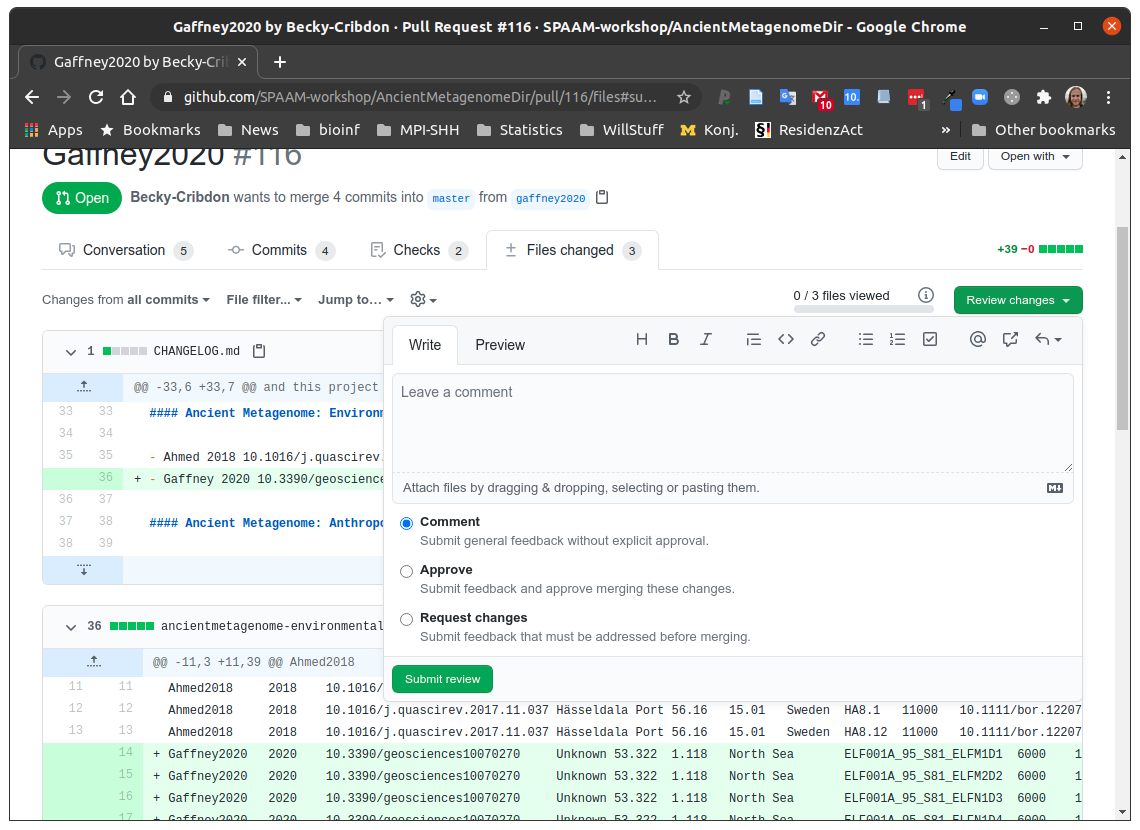 Gaffney2020 by Becky-Cribdon · Pull Request #116 · SPAAM-workshop/AncientMetagenomeDir - Google Chrome
Gaffney2020 by Becky-Crib
github.com/SPAAM-workshop/AncientMetagenomeDir/pull/116/files#su…
10
10.
1
Apps Bookmarks News bioinf MPI-SHH Statistics WillStuff Konj. ResidenzAct » Other bookmarks
Gaffney2020 #116
Edit Open with
Open Becky-Cribdon wants to merge 4 commits into master from gaffney2020
Conversation 5 Commits 4 Checks 2 Files changed 3 +39 −0
Changes from all commits File filter... Jump to… 0 / 3 files viewed Review changes
1 CHANGELOG.md
Write Preview
@@ -33,6 +33,7 @@ and this project
Leave a comment
33 33 #### Ancient Metagenome: Environm
34 34
35 35 - Ahmed 2018 10.1016/j.quascirev.
36 + - Gaffney 2020 10.3390/geoscience
Attach files by dragging & dropping, selecting or pasting them.
36 37
37 38 #### Ancient Metagenome: Anthropo
38 39
Comment
Submit general feedback without explicit approval.
Approve
Submit feedback and approve merging these changes.
Request changes
Submit feedback that must be addressed before merging.
Submit review
36 ancientmetagenome-environmental
@@ -11,3 +11,39 @@ Ahmed2018
11 11 Ahmed2018 2018 10.1016/
12 12 Ahmed2018 2018 10.1016/j.quascirev.2017.11.037 Hässeldala Port 56.16 15.01 Sweden HA8.1 11000 10.1111/bor.12207
13 13 Ahmed2018 2018 10.1016/j.quascirev.2017.11.037 Hässeldala Port 56.16 15.01 Sweden HA8.12 11000 10.1111/bor.12207
14 + Gaffney2020 2020 10.3390/geosciences10070270 Unknown 53.322 1.118 North Sea ELF001A_95_S81_ELFM1D1 6000 1
15 + Gaffney2020 2020 10.3390/geosciences10070270 Unknown 53.322 1.118 North Sea ELF001A_95_S81_ELFM2D2 6000 1
16 + Gaffney2020 2020 10.3390/geosciences10070270 Unknown 53.322 1.118 North Sea ELF001A_95_S81_ELFN1D3 6000 1
17 + Gaffney2020 2020 10.3390/geosciences10070270 Unknown 53.322 1.118 North Sea